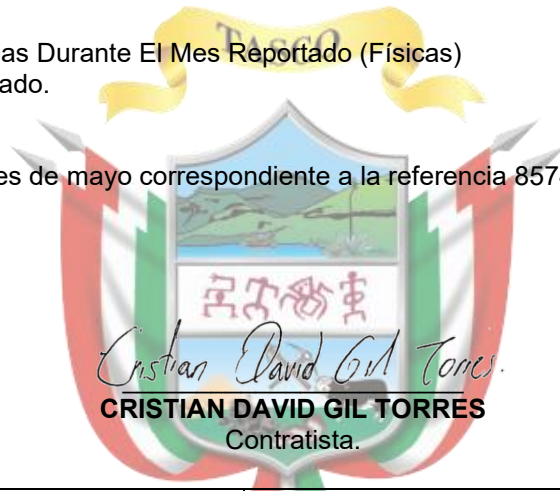 TASCO
as Durante El Mes Reportado (Físicas)
ado.
es de mayo correspondiente a la referencia 857
Cristian David Gil Torres.
CRISTIAN DAVID GIL TORRES
Contratista.